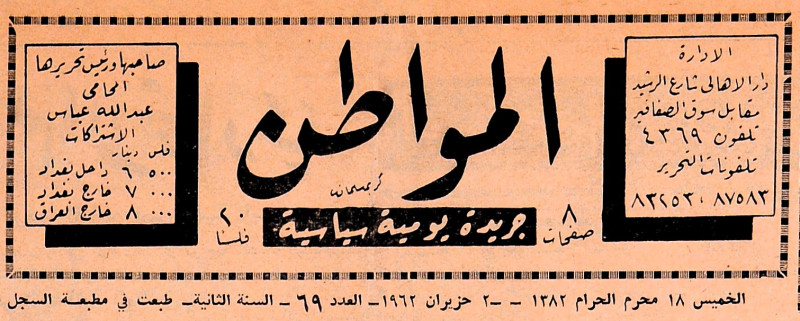 الادارة
دار الاهالي شارع الرشيد
مقابل سوق الصفافير
تلفون ٤٣٦٩
تلفونات التحرير
٨٣٢٥٣ ، ٨٧٥٨٣
المواطن
كريم سلمان
جريدة يومية سياسية
٨ صفحات
٢٠ فلسا
صاحبها ورئيس تحريرها
المحامي
عبدالله عباس
الاشتراكات
فلس دينار
٥٠٠ ٦ داخل بغداد
٠٠٠ ٧ خارج بغداد
٠٠٠ ٨ خارج العراق
الخميس ١٨ محرم الحرام ١٣٨٢ – ٢٠ حزيران ١٩٦٢ – العدد ٦٩ – السنة الثانية – طبعت في مطبعة السجل